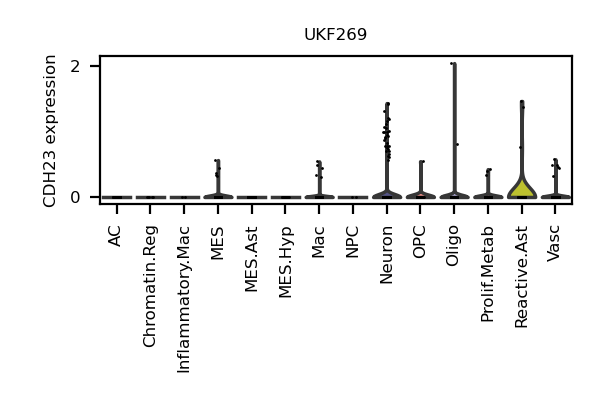 UKF269
CDH23 expression
2
0
AC
Chromatin.Reg
Inflammatory.Mac
MES
MES.Ast
MES.Hyp
Mac
NPC
Neuron
OPC
Oligo
Prolif.Metab
Reactive.Ast
Vasc